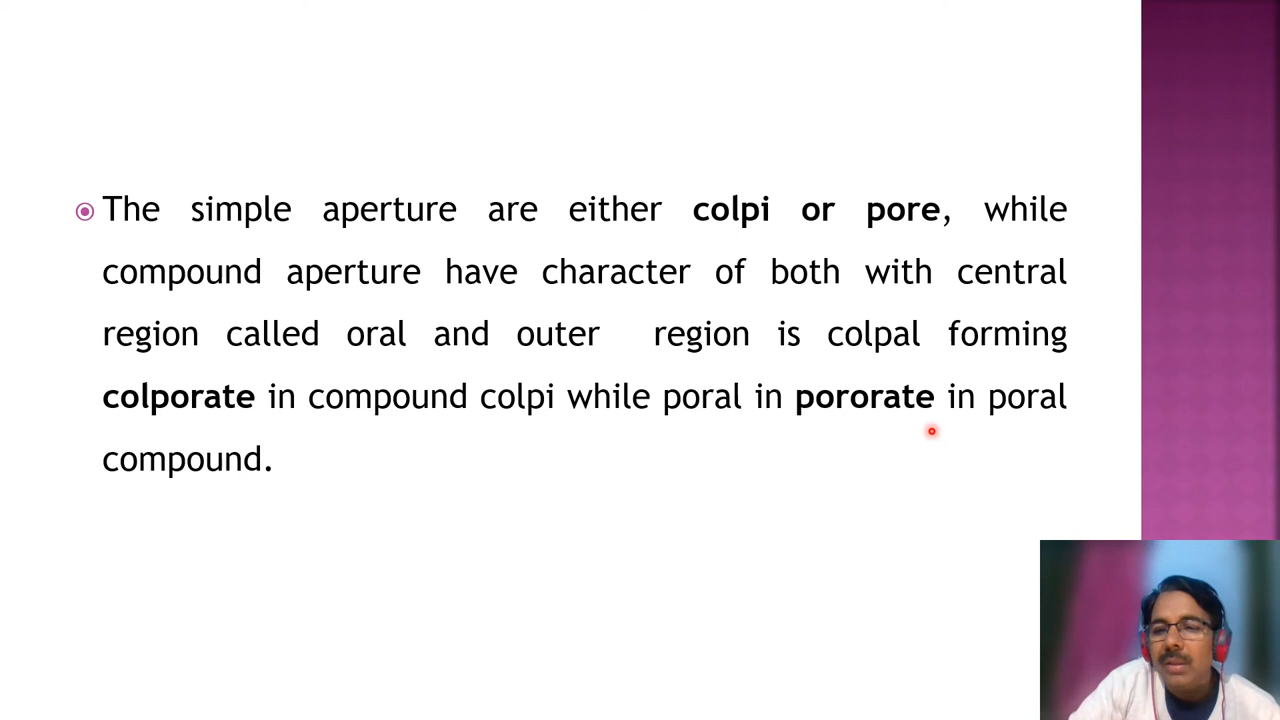 The simple aperture are either colpi or pore, while
compound aperture have character of both with central
region called oral and outer region is colpal forming
colporate in compound colpi while poral in pororate in poral
compound.